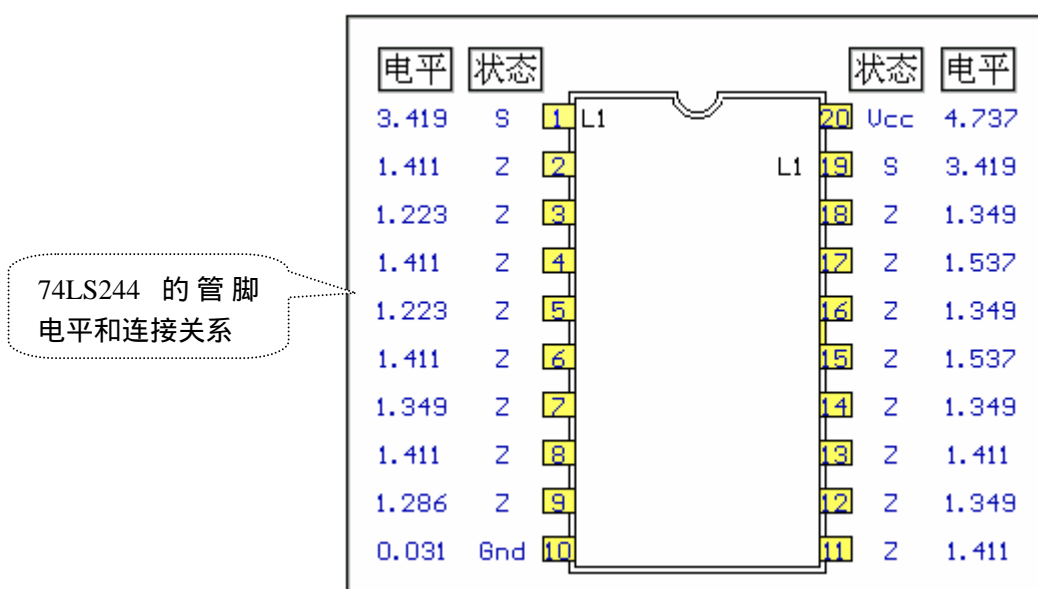 电平 状态 状态 电平
3.419 S 1 L1 20 Vcc 4.737
1.411 Z 2 L1 19 S 3.419
1.223 Z 3 18 Z 1.349
1.411 Z 4 17 Z 1.537
1.223 Z 5 16 Z 1.349
1.411 Z 6 15 Z 1.537
1.349 Z 7 14 Z 1.349
1.411 Z 8 13 Z 1.411
1.286 Z 9 12 Z 1.349
0.031 Gnd 10 11 Z 1.411
74LS244 的管脚
电平和连接关系